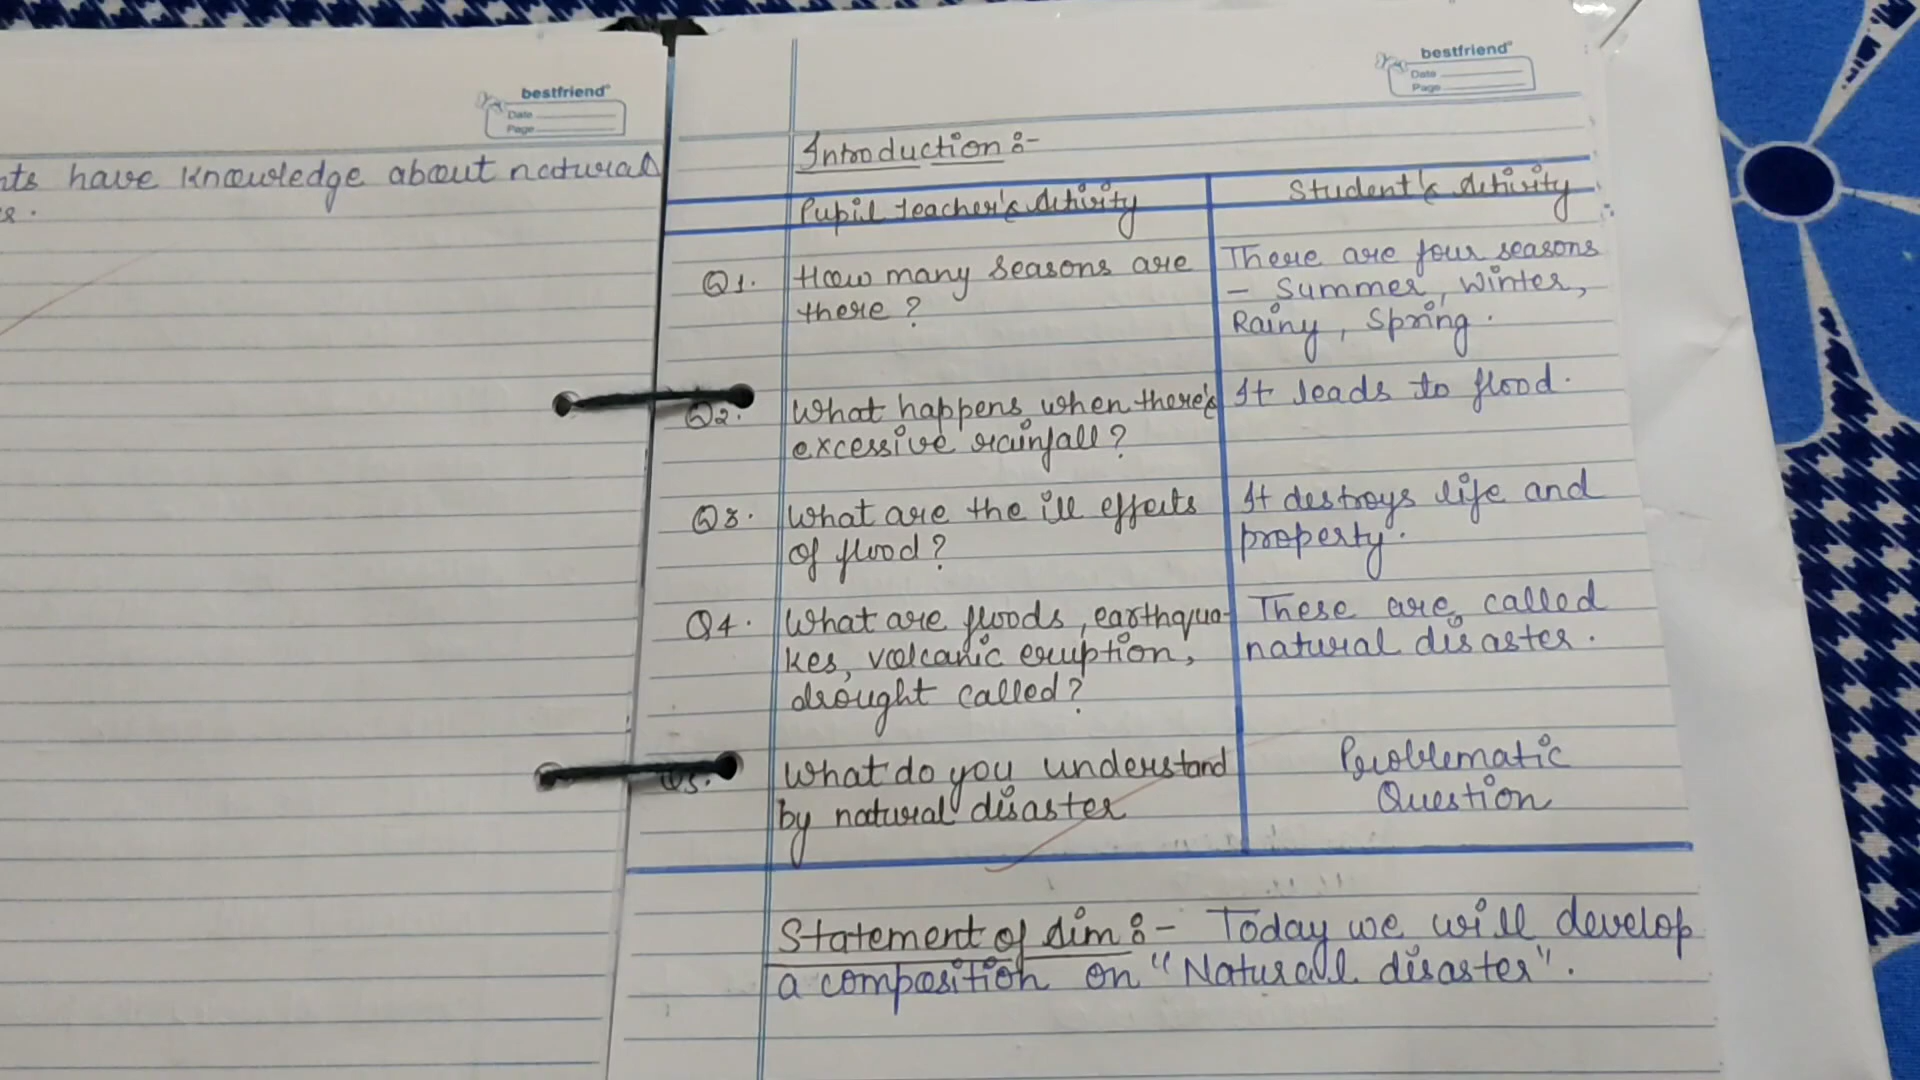 bestfriend
Date
Page
nts have knowledge about natural
s.
bestfriend
Date
Page
Introduction :-
Pupil teacher's Activity
Student's Activity
Q1. How many seasons are
there ?
There are four seasons
- Summer, Winter,
Rainy, Spring.
Q2. What happens when there's
excessive rainfall ?
It leads to flood.
Q3. What are the ill effects
of flood ?
It destroys life and
property.
Q4. What are floods, earthqua-
kes, volcanic eruption,
drought called ?
These are called
natural disaster.
Q5. What do you understand
by natural disaster
Problematic
Question
Statement of Aim :- Today we will develop
a composition on "Natural disaster".